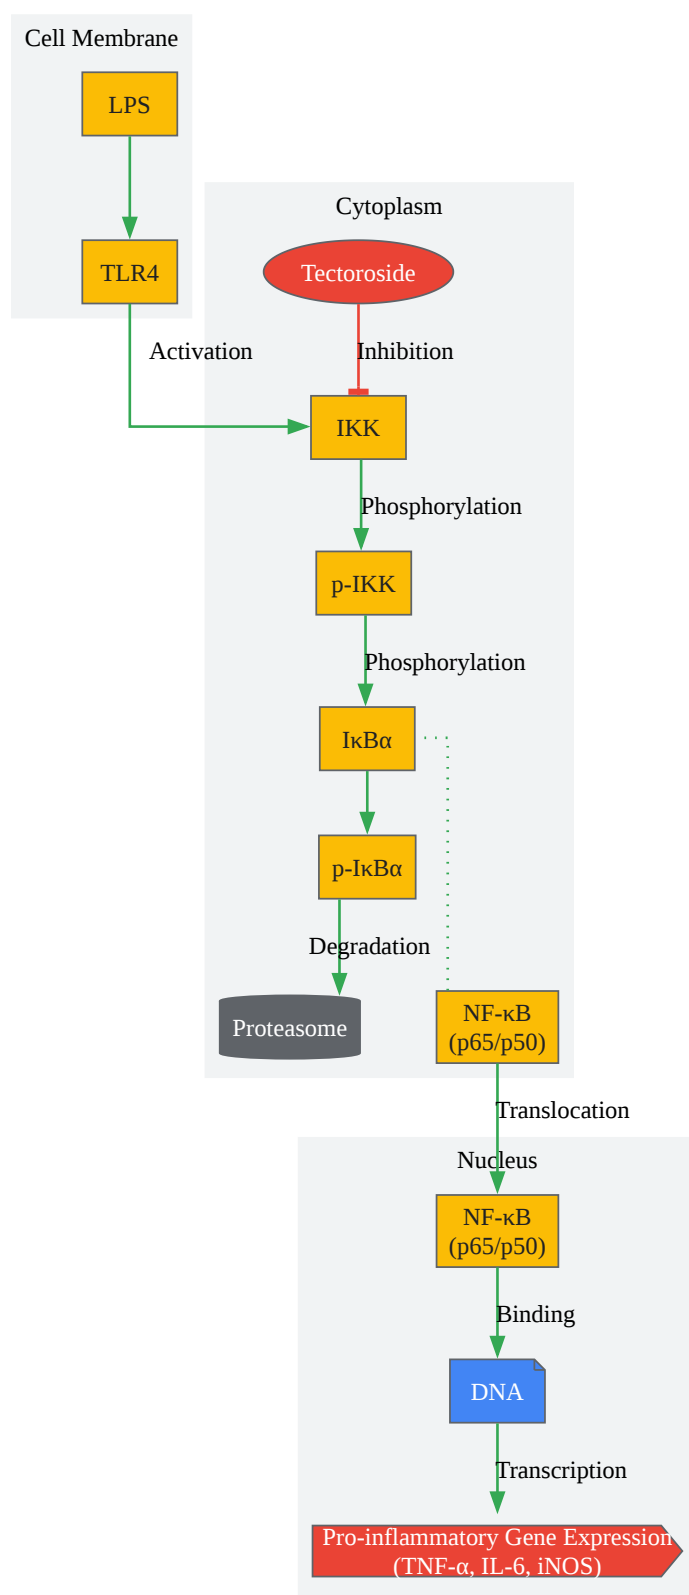 Cell Membrane
LPS
TLR4
Cytoplasm
Tectoroside
Activation
Inhibition
IKK
Phosphorylation
p-IKK
Phosphorylation
IκBα
p-IκBα
Degradation
Proteasome
NF-κB
(p65/p50)
Translocation
Nucleus
NF-κB
(p65/p50)
Binding
DNA
Transcription
Pro-inflammatory Gene Expression
(TNF-α, IL-6, iNOS)